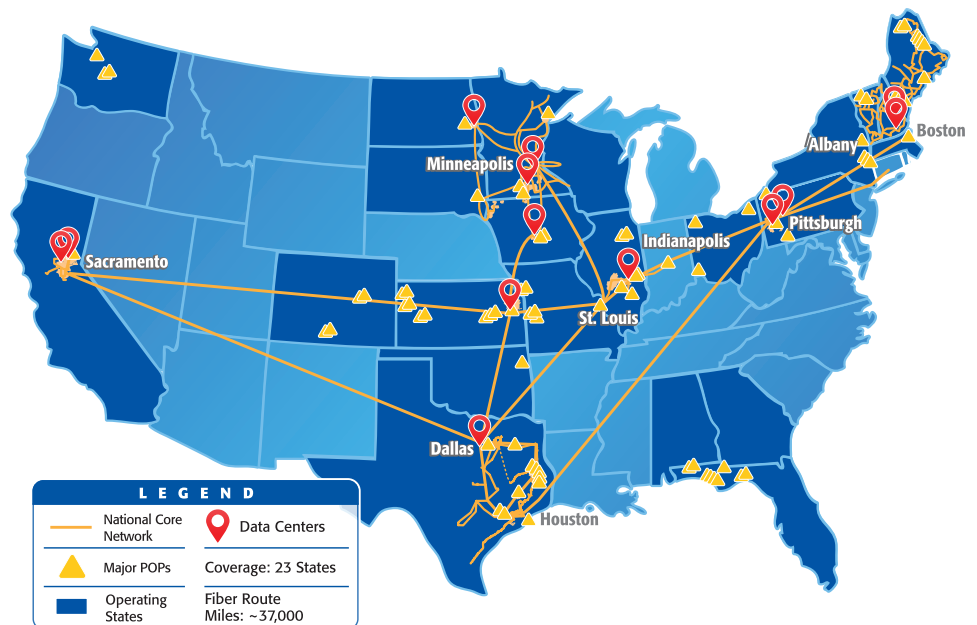 Minneapolis
Boston
Albany
Pittsburgh
Indianapolis
Sacramento
St. Louis
Dallas
Houston
LEGEND
National Core
Network
Data Centers
Major POPs
Coverage: 23 States
Operating
States
Fiber Route
Miles: ~37,000